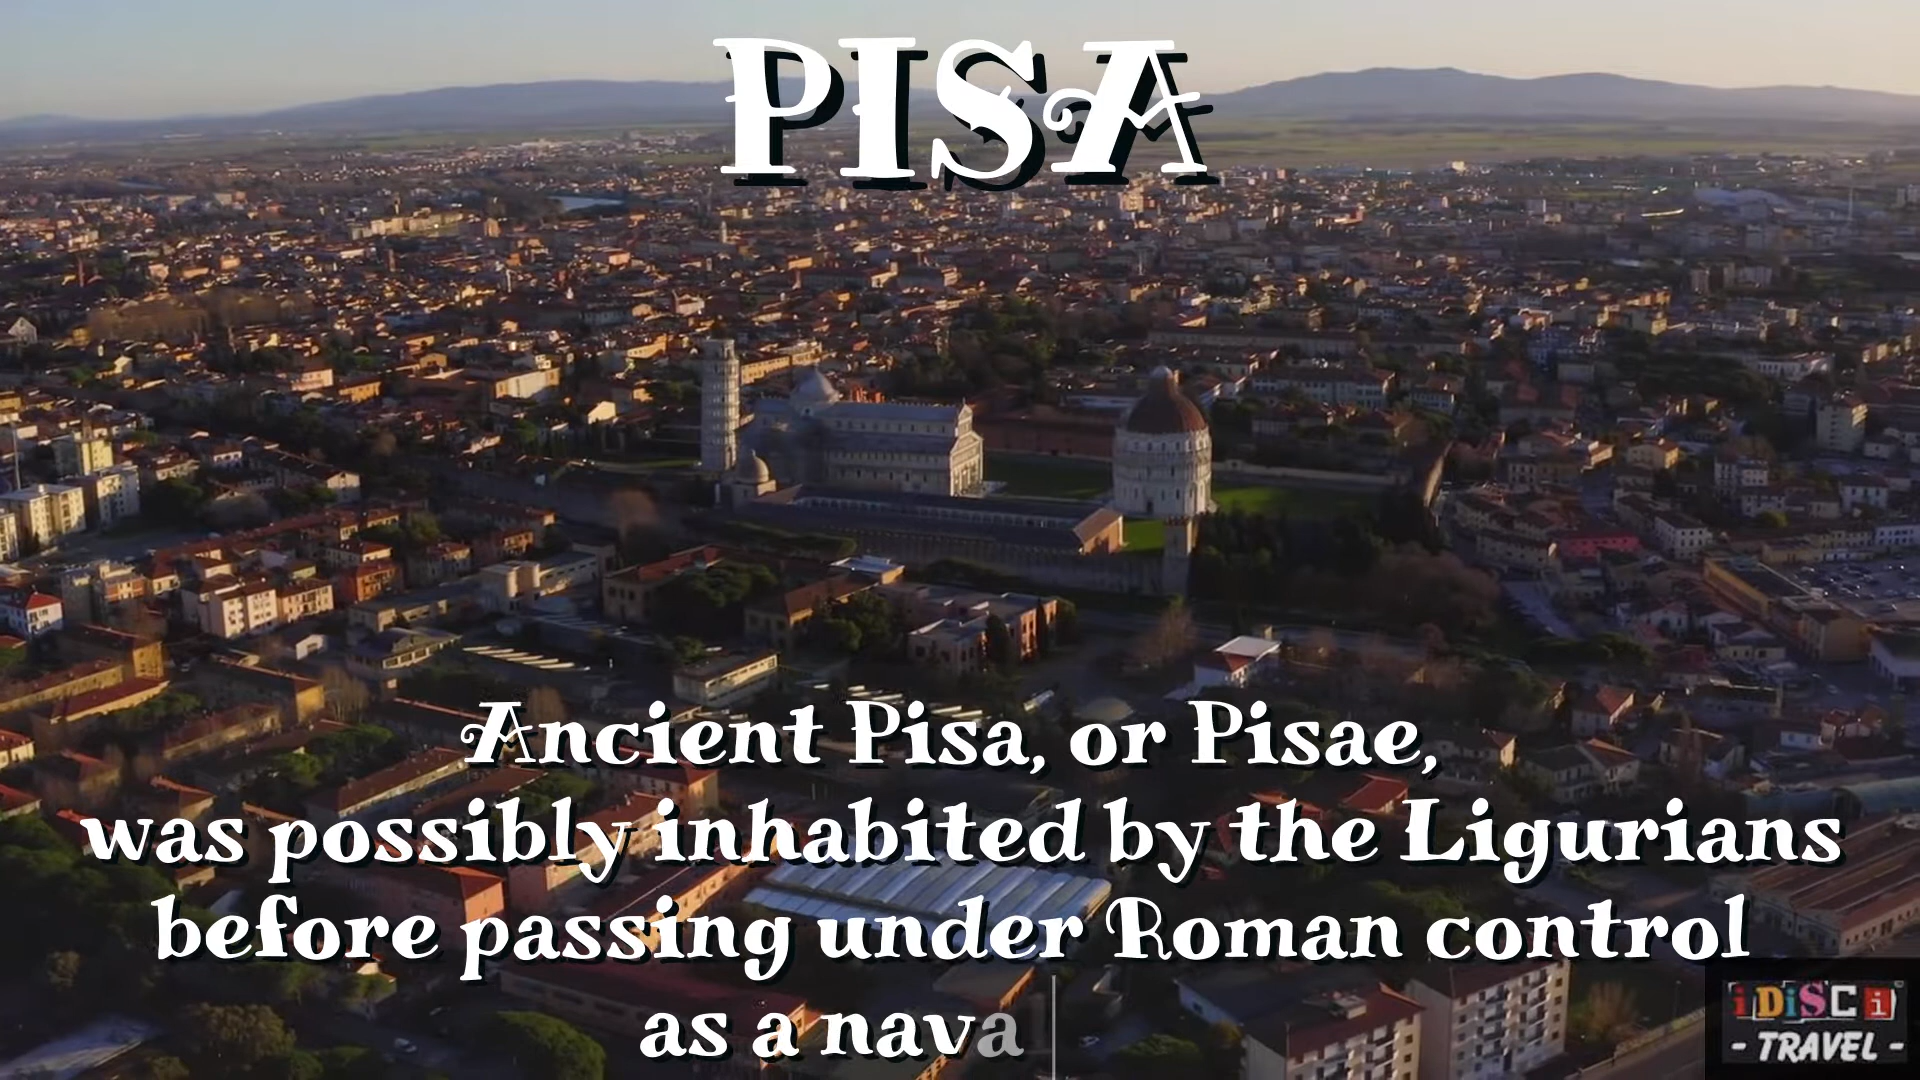 PISA
Ancient Pisa, or Pisae,
was possibly inhabited by the Ligurians
before passing under Roman control
as a nava
iDiSCi
- TRAVEL -